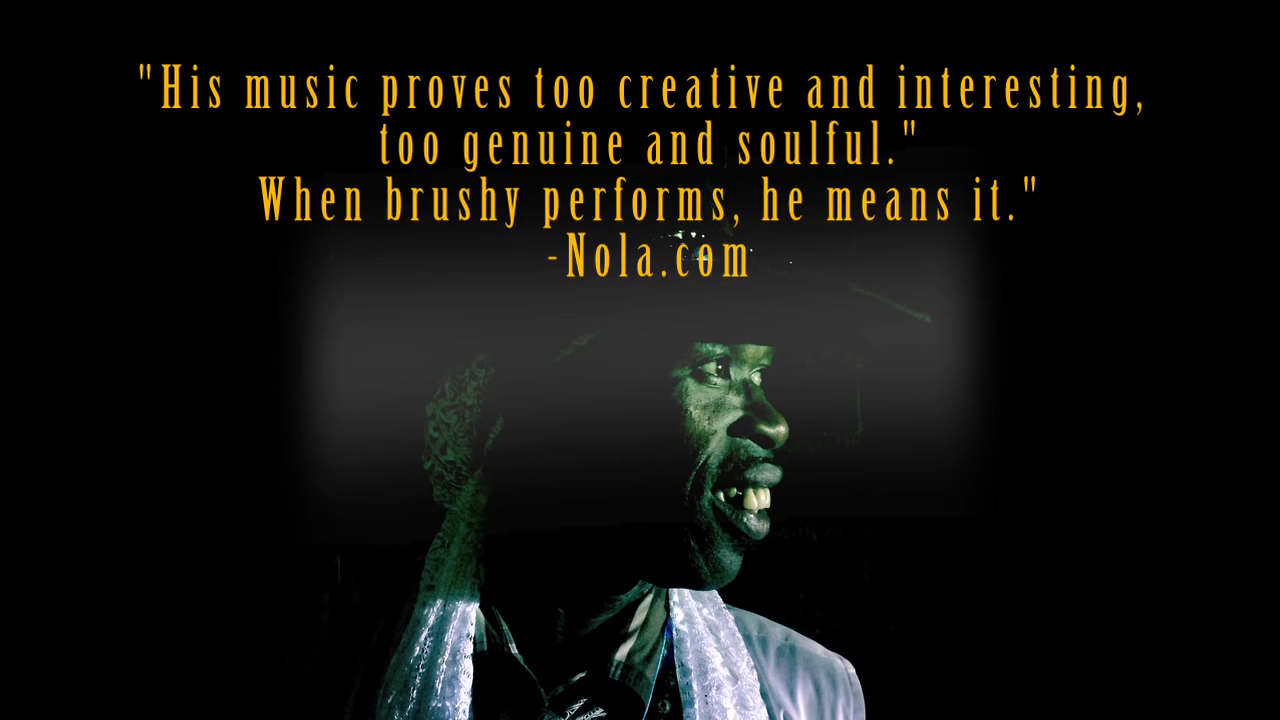 "His music proves too creative and interesting,
too genuine and soulful."
When brushy performs, he means it."
-Nola.com